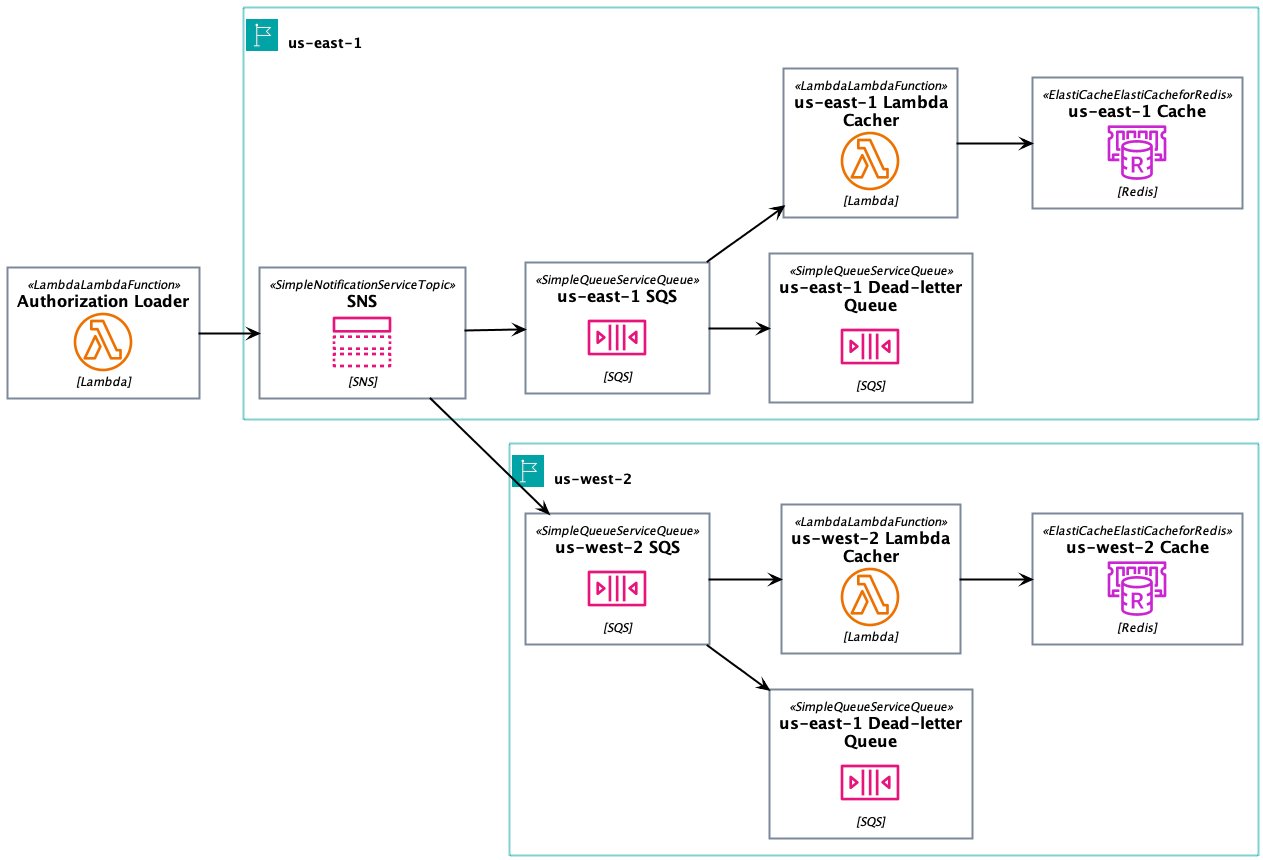 us-east-1
«LambdaLambdaFunction»
us-east-1 Lambda
Cacher
[Lambda]
«ElastiCacheElastiCacheforRedis»
us-east-1 Cache
R
[Redis]
«LambdaLambdaFunction»
Authorization Loader
[Lambda]
«SimpleNotificationServiceTopic»
SNS
[SNS]
«SimpleQueueServiceQueue»
us-east-1 SQS
[SQS]
«SimpleQueueServiceQueue»
us-east-1 Dead-letter
Queue
[SQS]
us-west-2
«SimpleQueueServiceQueue»
us-west-2 SQS
[SQS]
«LambdaLambdaFunction»
us-west-2 Lambda
Cacher
[Lambda]
«ElastiCacheElastiCacheforRedis»
us-west-2 Cache
R
[Redis]
«SimpleQueueServiceQueue»
us-east-1 Dead-letter
Queue
[SQS]